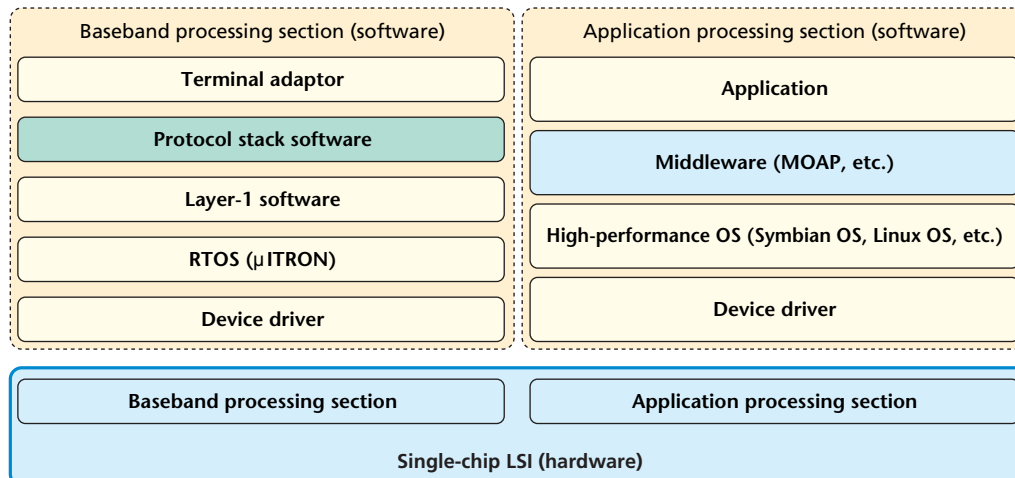 Baseband processing section (software)
Terminal adaptor
Protocol stack software
Layer-1 software
RTOS (μITRON)
Device driver
Application processing section (software)
Application
Middleware (MOAP, etc.)
High-performance OS (Symbian OS, Linux OS, etc.)
Device driver
Baseband processing section
Application processing section
Single-chip LSI (hardware)